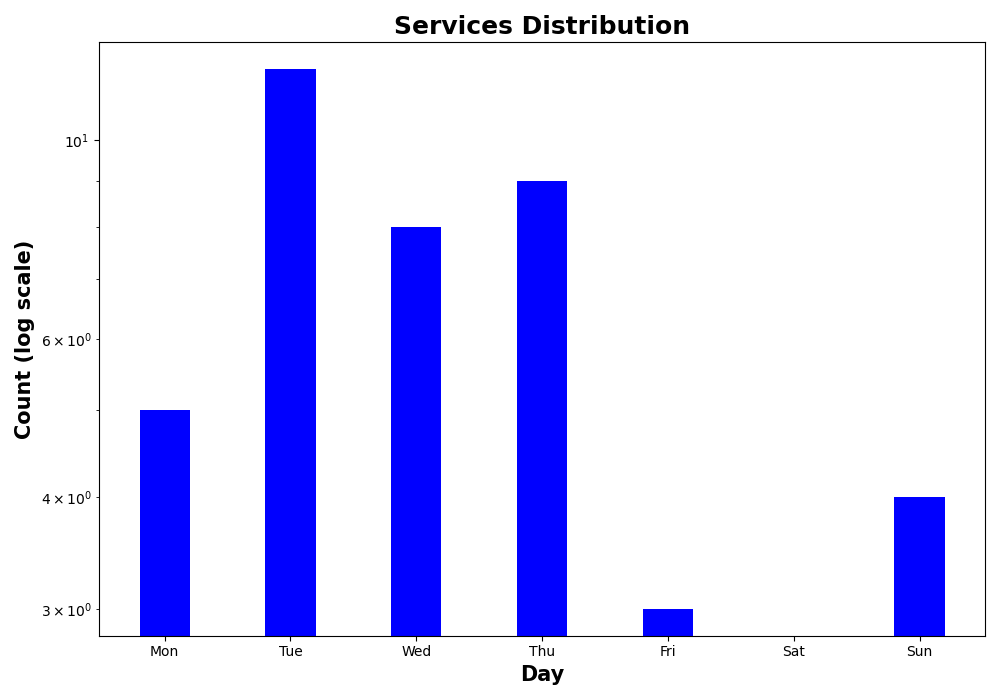 Services Distribution
Count (log scale)
10¹
6 × 10⁰
4 × 10⁰
3 × 10⁰
Mon Tue Wed Thu Fri Sat Sun
Day